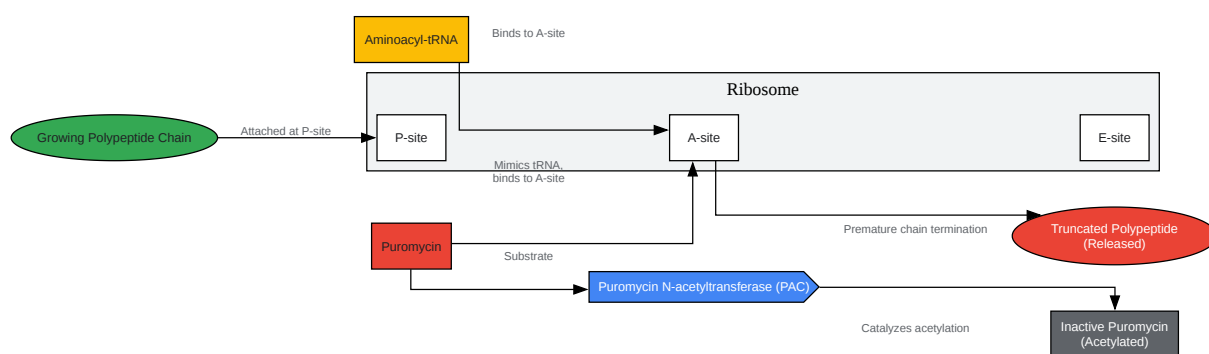 Aminoacyl-tRNA
Binds to A-site
Ribosome
Growing Polypeptide Chain
Attached at P-site
P-site
A-site
E-site
Mimics tRNA,
binds to A-site
Puromycin
Substrate
Premature chain termination
Truncated Polypeptide
(Released)
Puromycin N-acetyltransferase (PAC)
Catalyzes acetylation
Inactive Puromycin
(Acetylated)